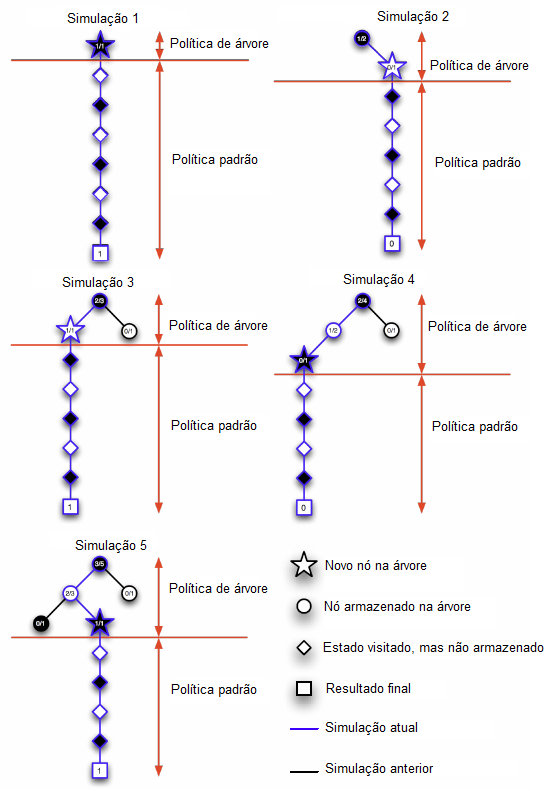 Simulação 1
1/1
Política de árvore
Política padrão
1
Simulação 2
1/2
0/1
Política de árvore
Política padrão
0
Simulação 3
2/3
1/1
0/1
Política de árvore
Política padrão
1
Simulação 4
2/4
1/2
0/1
0/1
Política de árvore
Política padrão
0
Simulação 5
3/5
2/3
0/1
0/1
1/1
Política de árvore
Política padrão
1
Novo nó na árvore
Nó armazenado na árvore
Estado visitado, mas não armazenado
Resultado final
Simulação atual
Simulação anterior